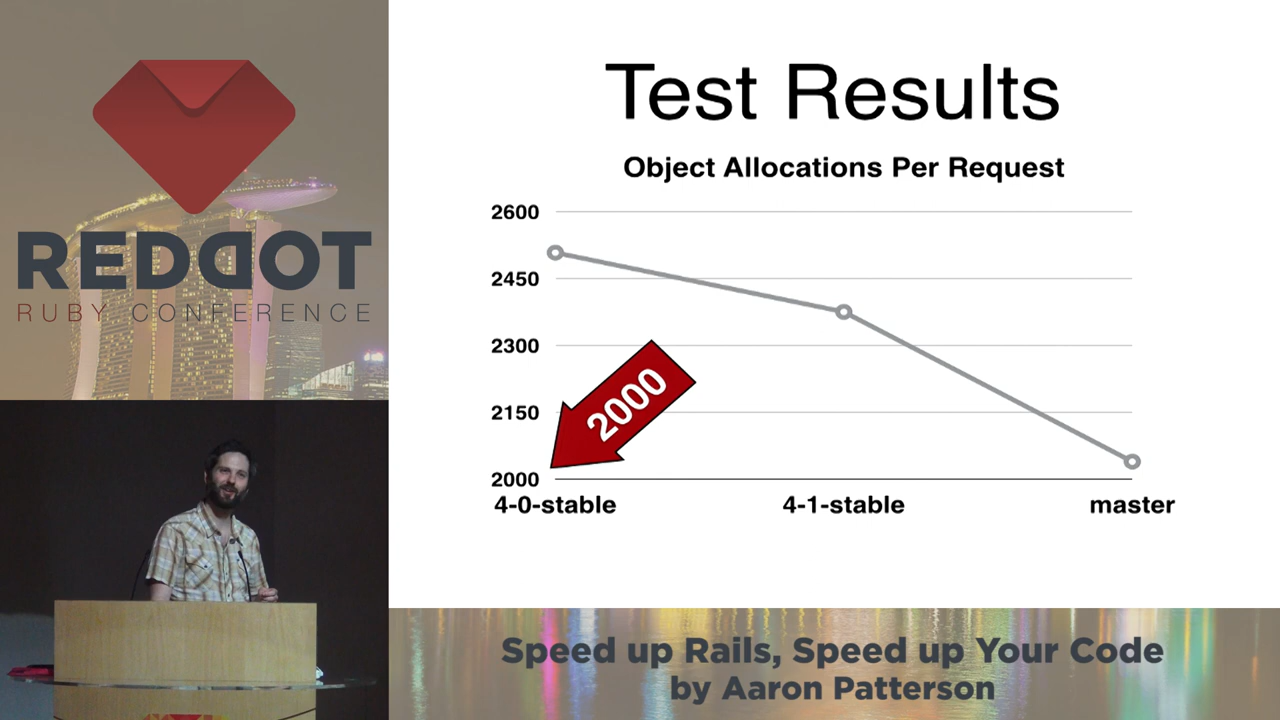 REDDOT
RUBY CONFERENCE
Test Results
Object Allocations Per Request
2600
2450
2300
2150
2000
2000
4-0-stable
4-1-stable
master
Speed up Rails, Speed up Your Code
by Aaron Patterson